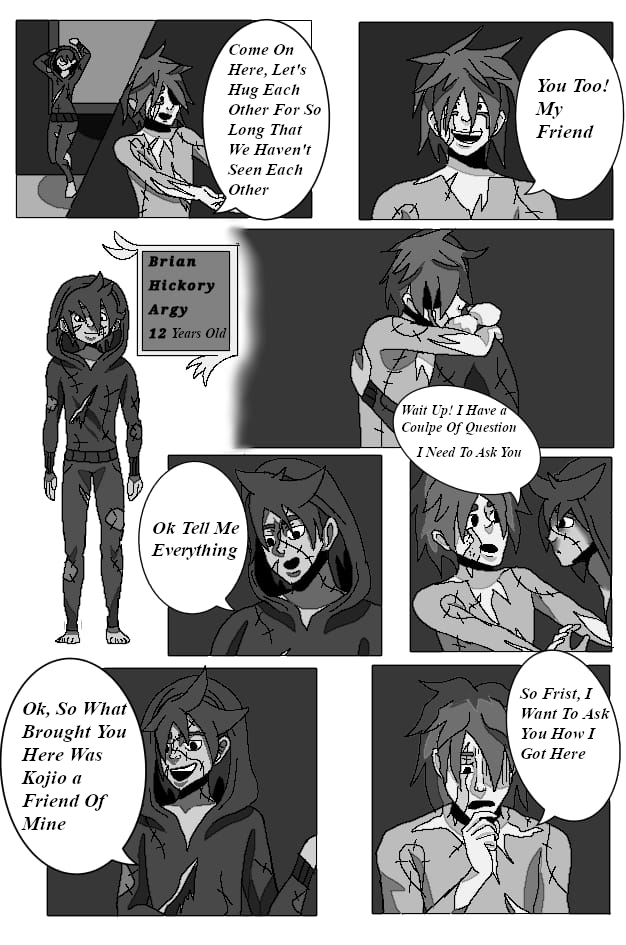 Come On
Here, Let's
Hug Each
Other For So
Long That
We Haven't
Seen Each
Other
You Too!
My
Friend
Brian
Hickory
Argy
12 Years Old
Wait Up! I Have a
Coulpe Of Question
I Need To Ask You
Ok Tell Me
Everything
So Frist, I
Want To Ask
You How I
Got Here
Ok, So What
Brought You
Here Was
Kojio a
Friend Of
Mine